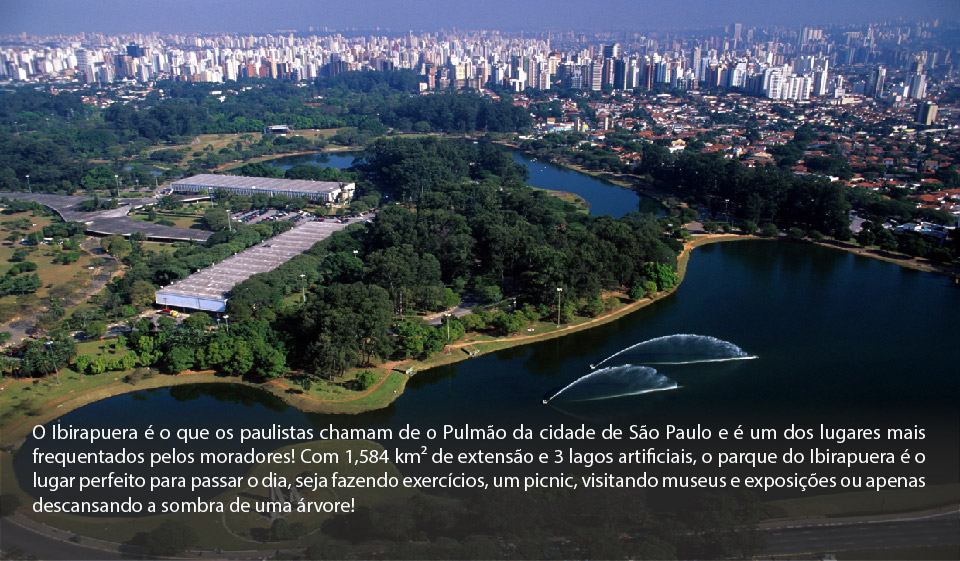 O Ibirapuera é o que os paulistas chamam de o Pulmão da cidade de São Paulo e é um dos lugares mais
frequentados pelos moradores! Com 1,584 km² de extensão e 3 lagos artificiais, o parque do Ibirapuera é o
lugar perfeito para passar o dia, seja fazendo exercícios, um picnic, visitando museus e exposições ou apenas
descansando a sombra de uma árvore!